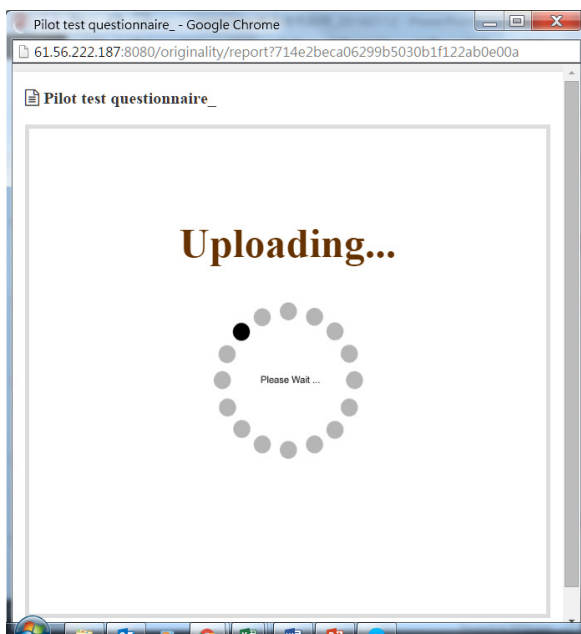 Pilot test questionnaire_ - Google Chrome
61.56.222.187:8080/originality/report?714e2beca06299b5030b1f122ab0e00a
Pilot test questionnaire_
Uploading...
Please Wait ...